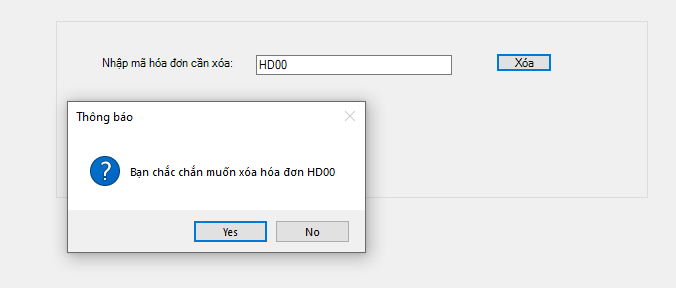 Nhập mã hóa đơn cần xóa:
HD00
Xóa
Thông báo
?
Bạn chắc chắn muốn xóa hóa đơn HD00
Yes
No